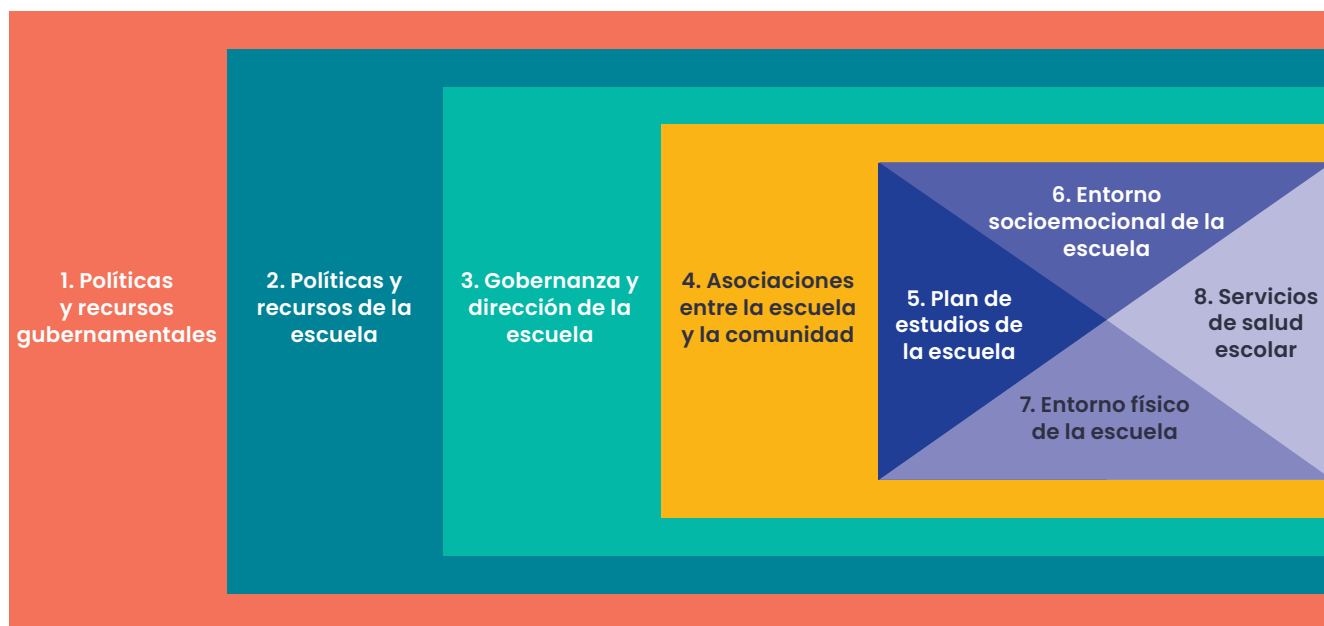 1. Políticas
y recursos
gubernamentales
2. Políticas y
recursos de la
escuela
3. Gobernanza y
dirección de la
escuela
4. Asociaciones
entre la escuela
y la comunidad
5. Plan de
estudios de
la escuela
6. Entorno
socioemocional de la
escuela
7. Entorno físico
de la escuela
8. Servicios
de salud
escolar